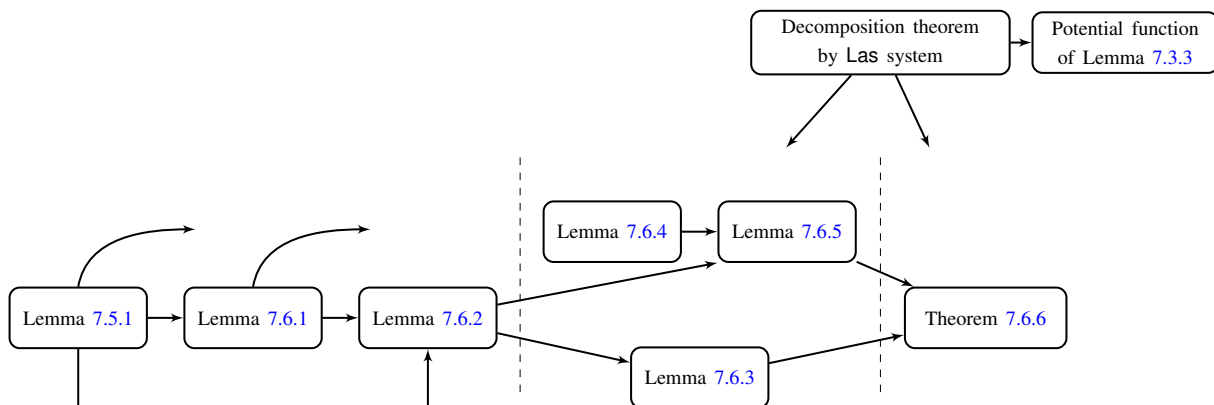 Decomposition theorem
by Las system
Potential function
of Lemma 7.3.3
Lemma 7.6.4
Lemma 7.6.5
Lemma 7.5.1
Lemma 7.6.1
Lemma 7.6.2
Theorem 7.6.6
Lemma 7.6.3